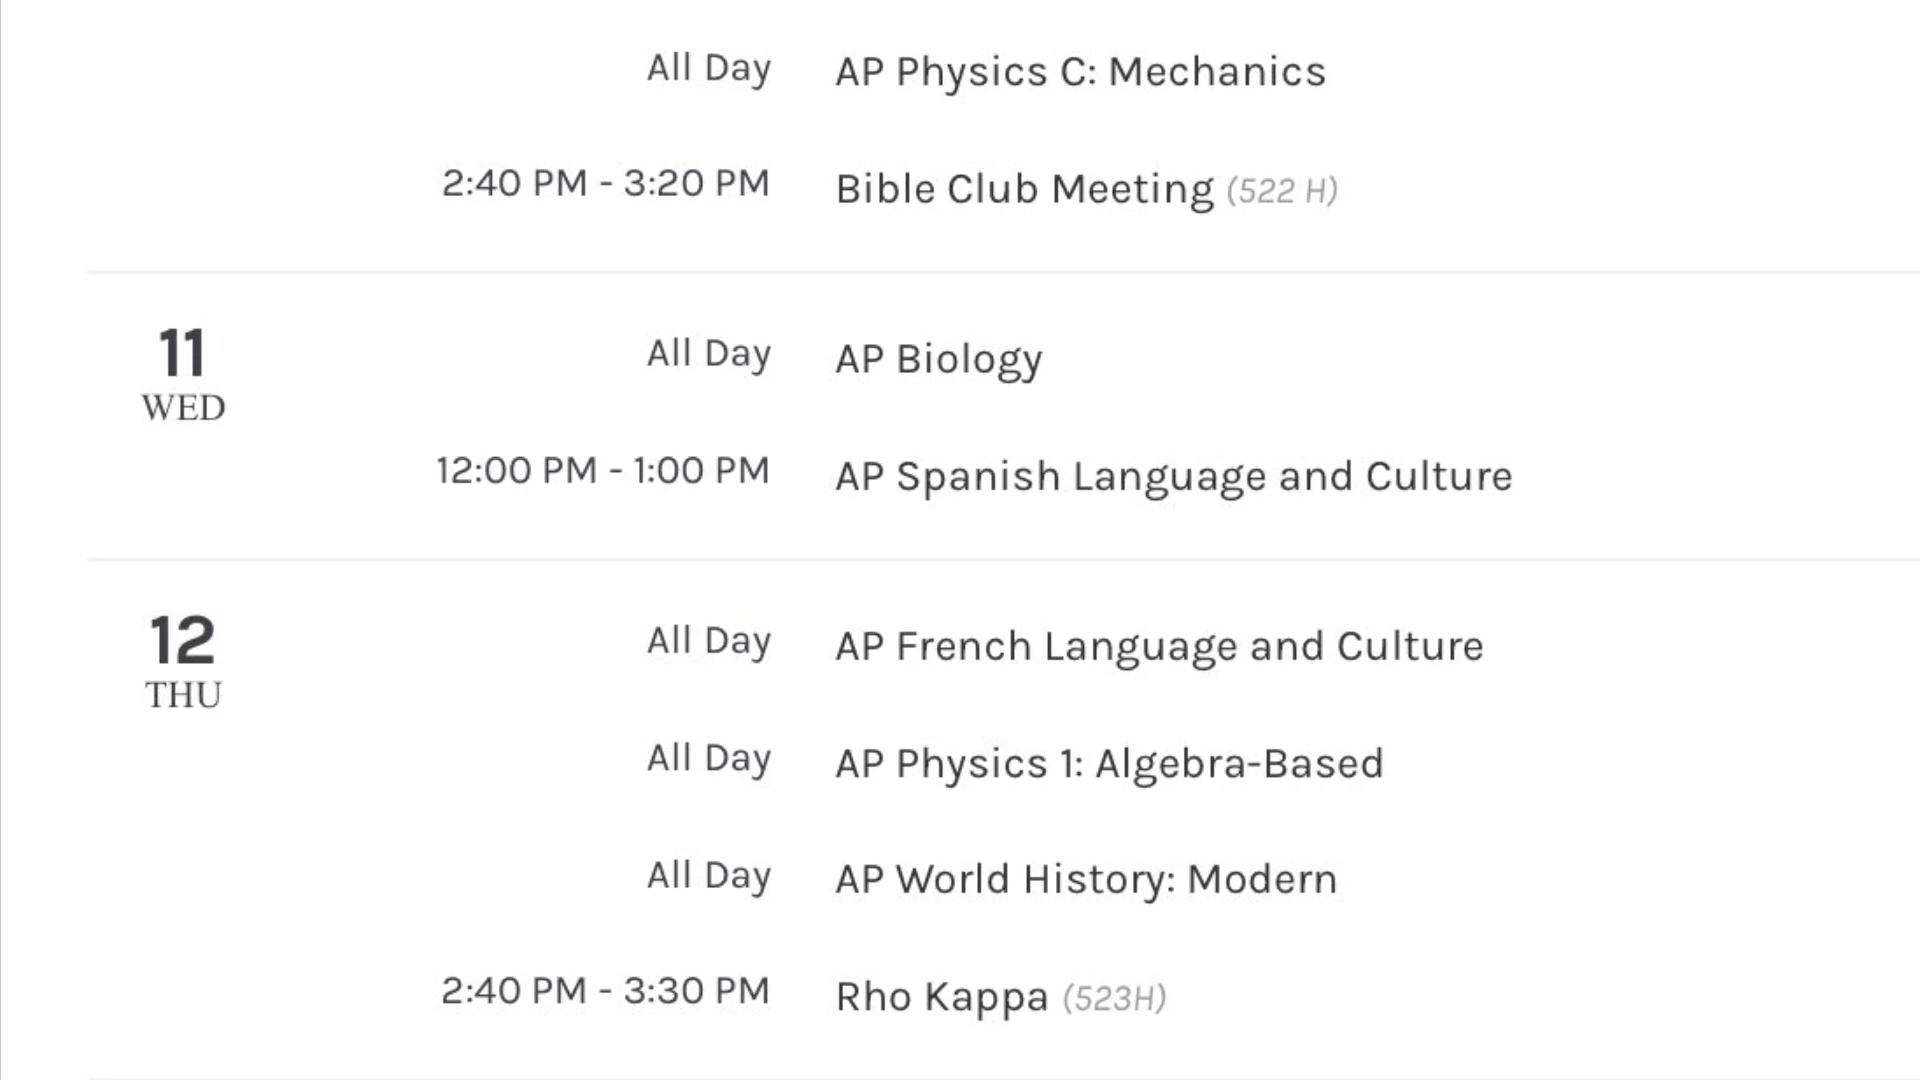 All Day AP Physics C: Mechanics
2:40 PM - 3:20 PM Bible Club Meeting (522 H)
11
WED
All Day AP Biology
12:00 PM - 1:00 PM AP Spanish Language and Culture
12
THU
All Day AP French Language and Culture
All Day AP Physics 1: Algebra-Based
All Day AP World History: Modern
2:40 PM - 3:30 PM Rho Kappa (523H)